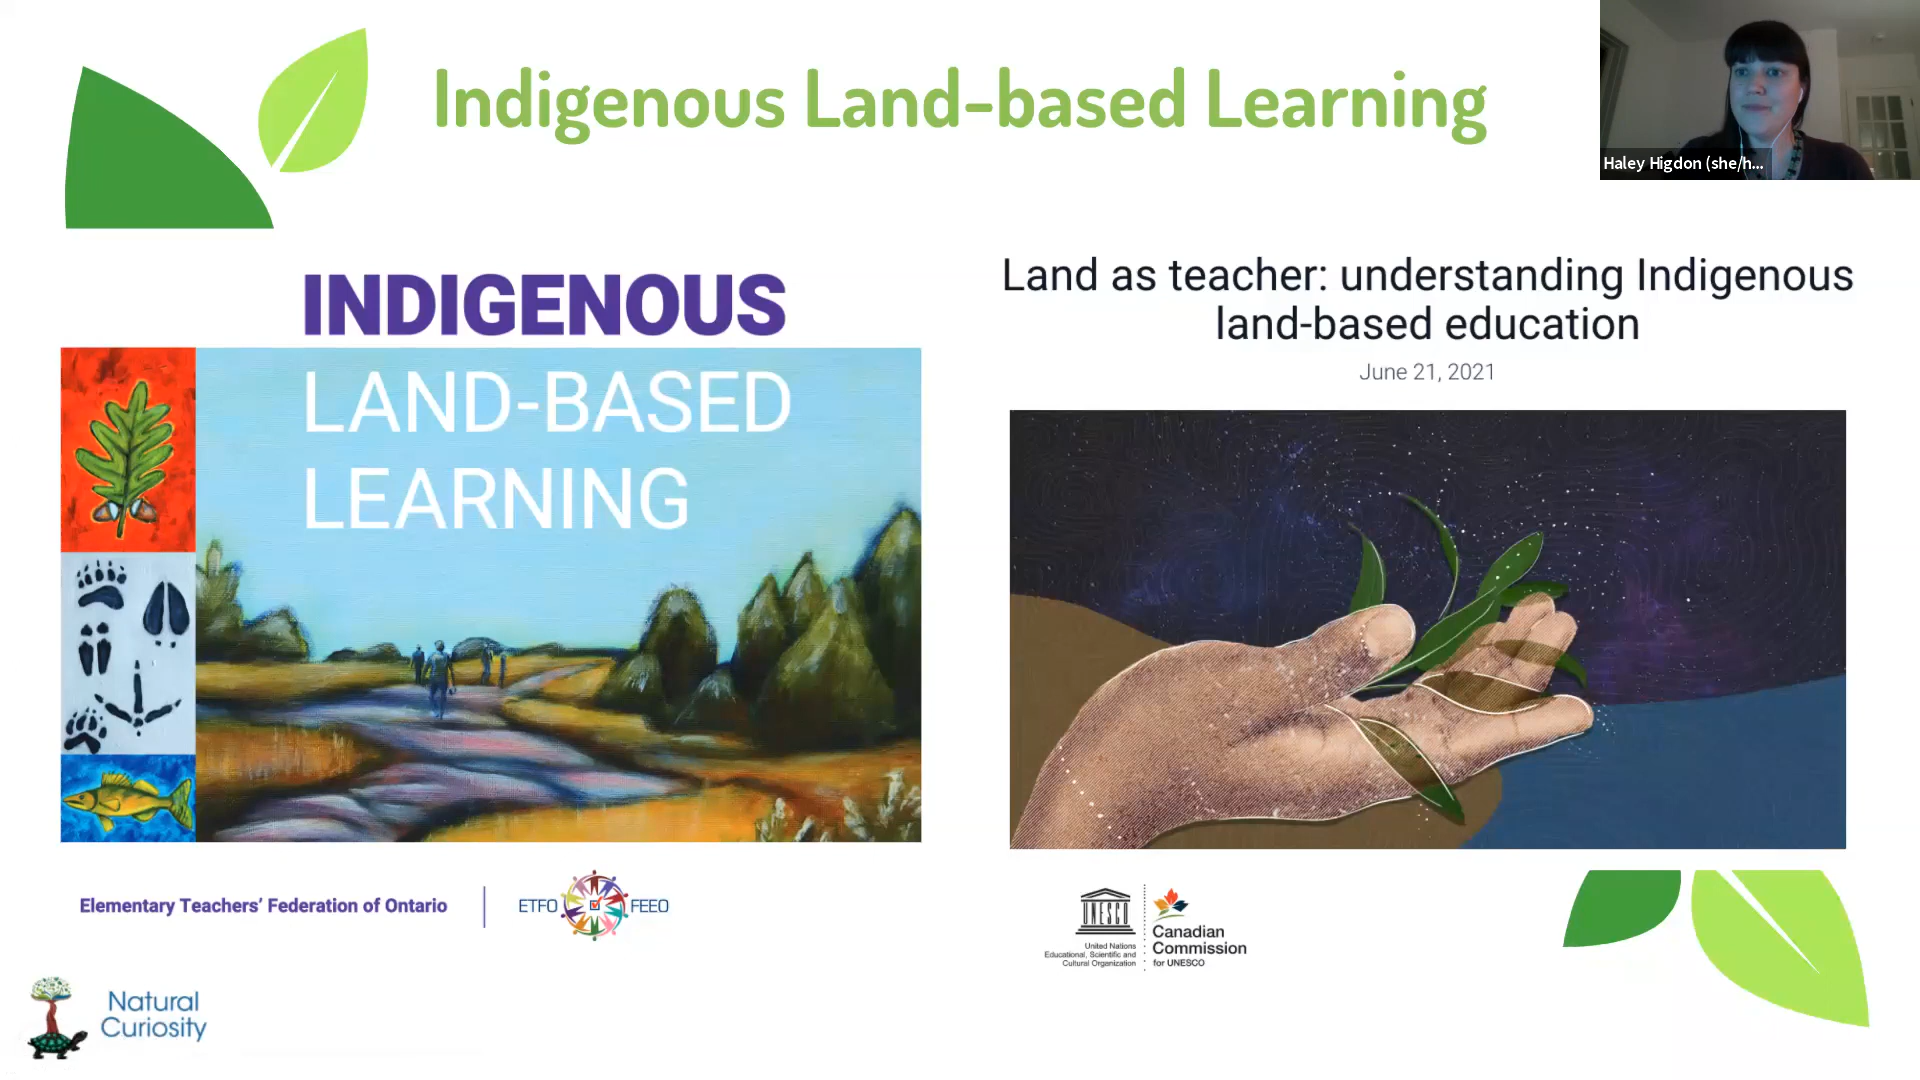 Indigenous Land-based Learning
Haley Higdon (she/h...
INDIGENOUS
LAND-BASED
LEARNING
Elementary Teachers' Federation of Ontario
ETFO FEEO
Land as teacher: understanding Indigenous
land-based education
June 21, 2021
UNESCO
United Nations
Educational, Scientific and
Cultural Organization
Canadian
Commission
for UNESCO
Natural
Curiosity